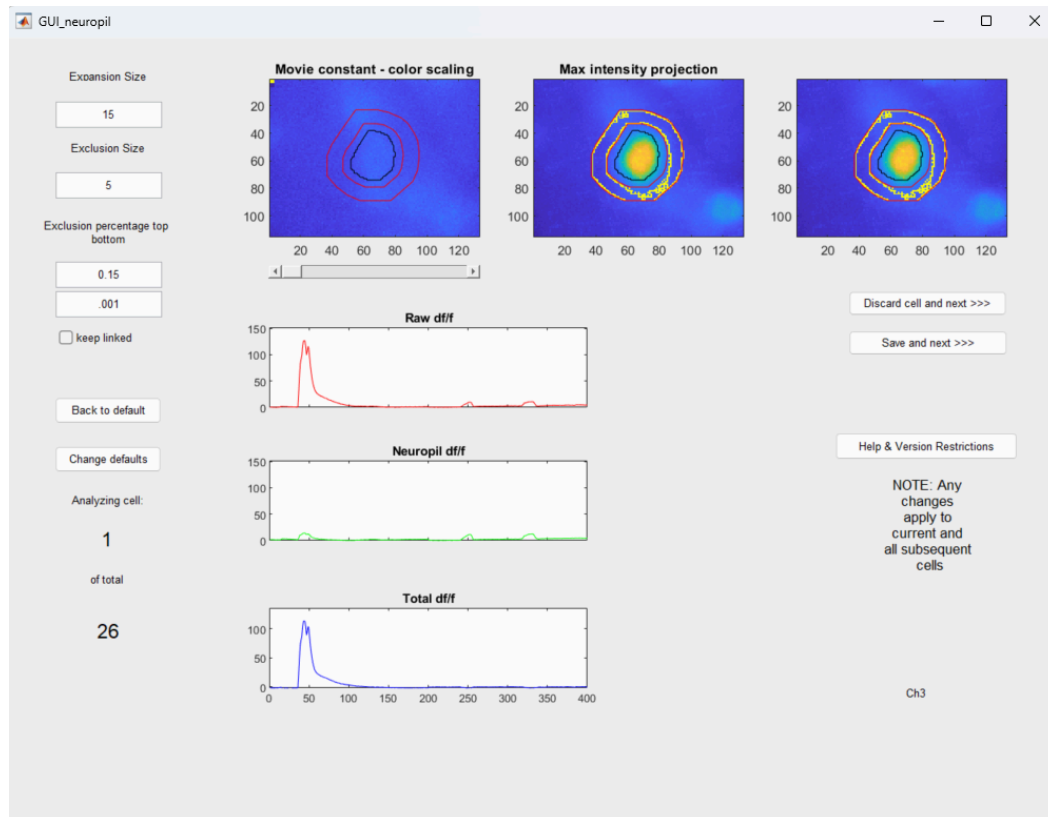 GUI_neuropil
Expansion Size
15
Exclusion Size
5
Exclusion percentage top
bottom
0.15
.001
keep linked
Back to default
Change defaults
Analyzing cell:
1
of total
26
Movie constant - color scaling
20
40
60
80
100
20 40 60 80 100 120
Max intensity projection
20
40
60
80
100
20 40 60 80 100 120
20
40
60
80
100
20 40 60 80 100 120
Raw df/f
150
100
50
0
Neuropil df/f
150
100
50
0
Total df/f
100
50
0
0 50 100 150 200 250 300 350 400
Discard cell and next >>>
Save and next >>>
Help & Version Restrictions
NOTE: Any
changes
apply to
current and
all subsequent
cells
Ch3